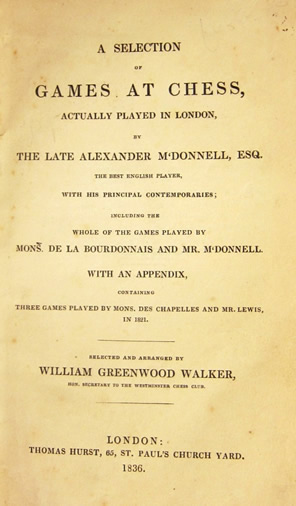 A SELECTION
OF
GAMES AT CHESS,
ACTUALLY PLAYED IN LONDON,
BY
THE LATE ALEXANDER M‘DONNELL, ESQ.
THE BEST ENGLISH PLAYER,
WITH HIS PRINCIPAL CONTEMPORARIES;
INCLUDING THE
WHOLE OF THE GAMES PLAYED BY
MONS. DE LA BOURDONNAIS AND MR. M‘DONNELL.
WITH AN APPENDIX,
CONTAINING
THREE GAMES PLAYED BY MONS. DES CHAPELLES AND MR. LEWIS,
IN 1821.
SELECTED AND ARRANGED BY
WILLIAM GREENWOOD WALKER,
HON. SECRETARY TO THE WESTMINSTER CHESS CLUB.
LONDON:
THOMAS HURST, 65, ST. PAUL'S CHURCH YARD.
1836.